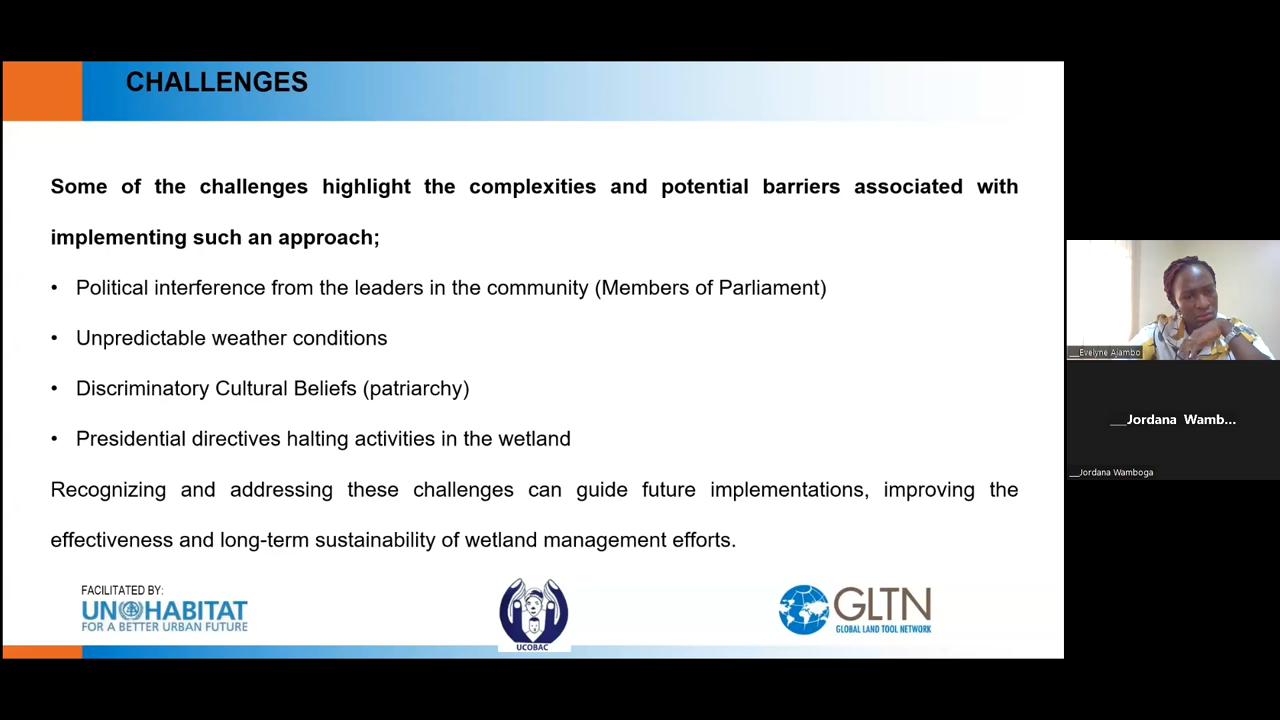 CHALLENGES
Some of the challenges highlight the complexities and potential barriers associated with
implementing such an approach;
• Political interference from the leaders in the community (Members of Parliament)
• Unpredictable weather conditions
• Discriminatory Cultural Beliefs (patriarchy)
• Presidential directives halting activities in the wetland
Recognizing and addressing these challenges can guide future implementations, improving the
effectiveness and long-term sustainability of wetland management efforts.
FACILITATED BY:
UN HABITAT
FOR A BETTER URBAN FUTURE
UCOBAC
GLTN
GLOBAL LAND TOOL NETWORK
__Evelyne Ajambo
__Jordana Wamb...
__Jordana Wamboga